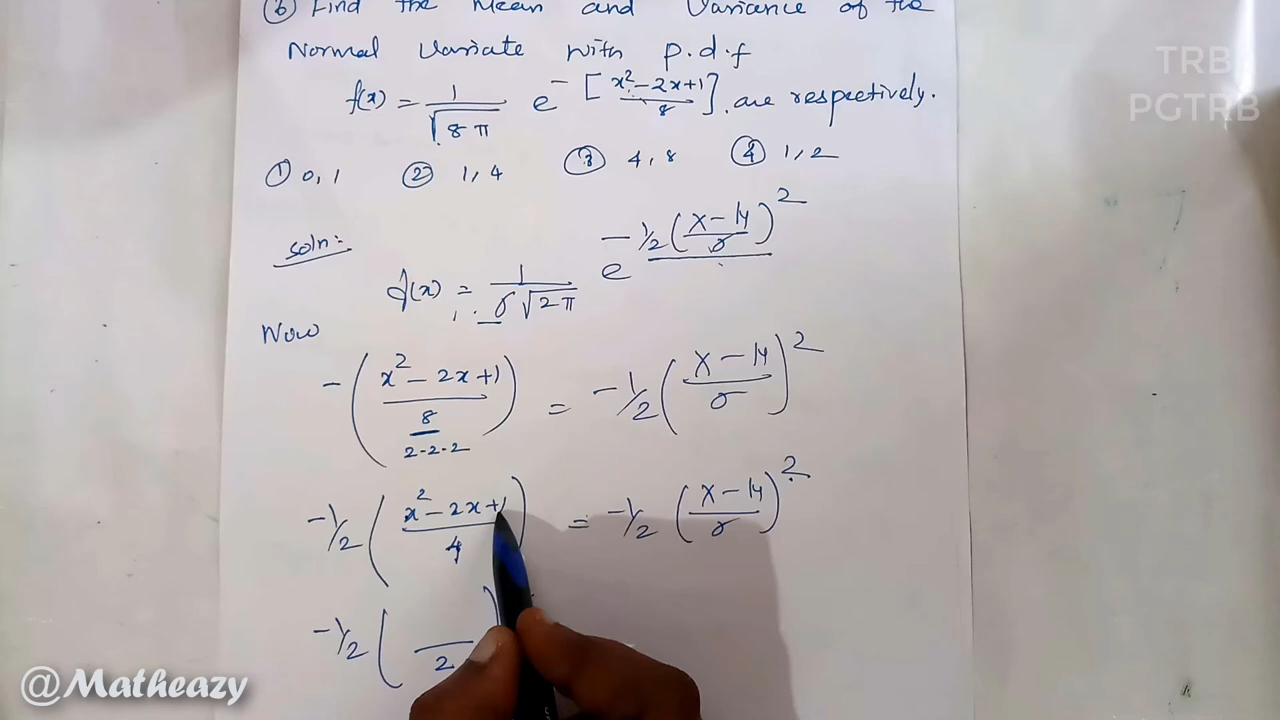 ⑥ Find the Mean and Variance of the
Normal Variate with p.d.f
f(x) = 1/√8π e^-[x²-2x+1/8]. are respectively.
① 0,1 ② 1,4 ③ 4,8 ④ 1,2
soln:
f(x) = 1/σ√2π e^-½(x-μ/σ)²
Now
-(x²-2x+1/8) = -½(x-μ/σ)²
2-2-2
-½(x²-2x+1/4) = -½(x-μ/σ)²
-½( /2
TRB
PGTRB
@Matheazy